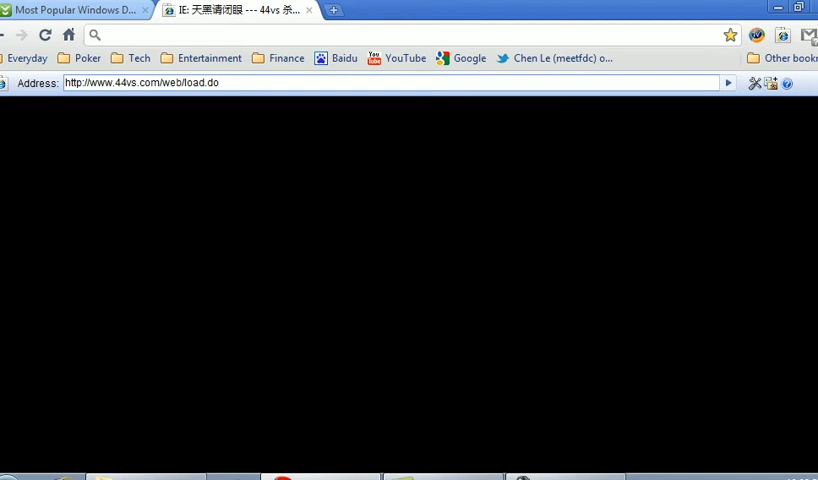 Most Popular Windows D...
IE: 天黑请闭眼 --- 44vs 杀...
Everyday
Poker
Tech
Entertainment
Finance
Baidu
YouTube
Google
Chen Le (meetfdc) o...
Other bookr
Address:
http://www.44vs.com/web/load.do